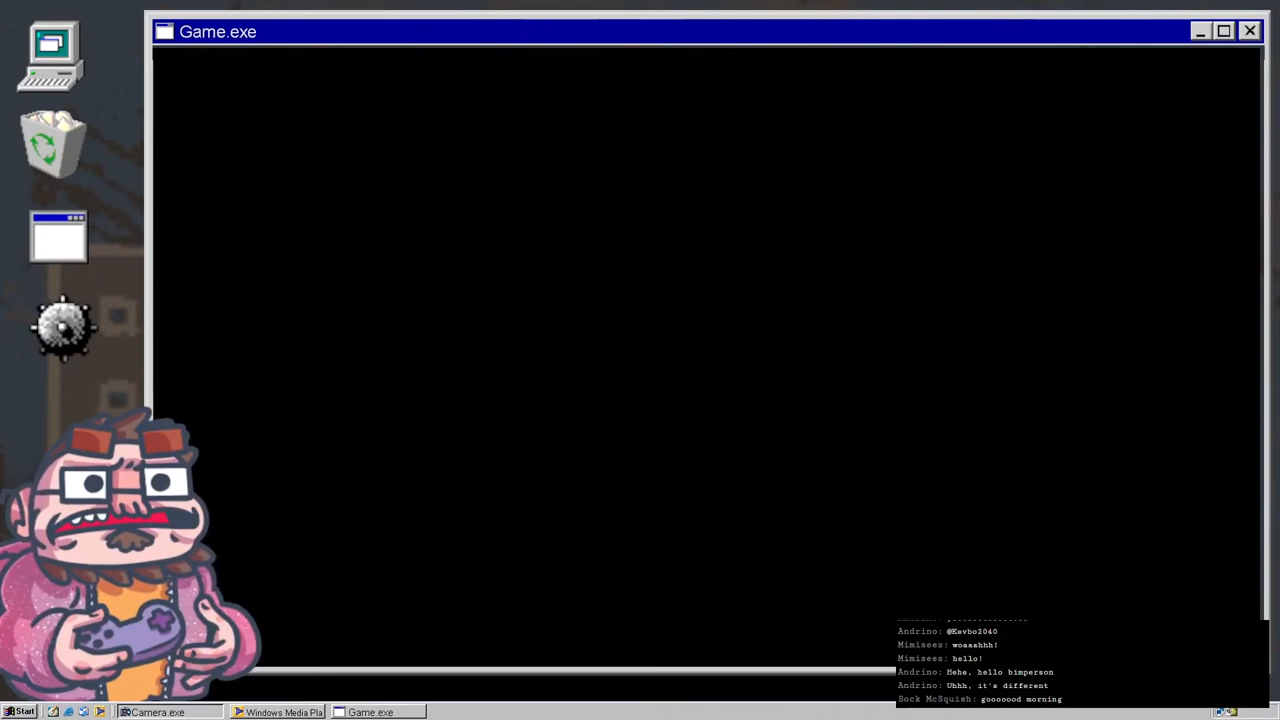 Game.exe
Andrino: @Kevbo2040
Mimisees: woaaahhh!
Mimisees: hello!
Andrino: Hehe, hello bimperson
Andrino: Uhhh, it's different
Sock McSquish: gooooood morning
Start
Camera.exe
Windows Media Pla
Game.exe